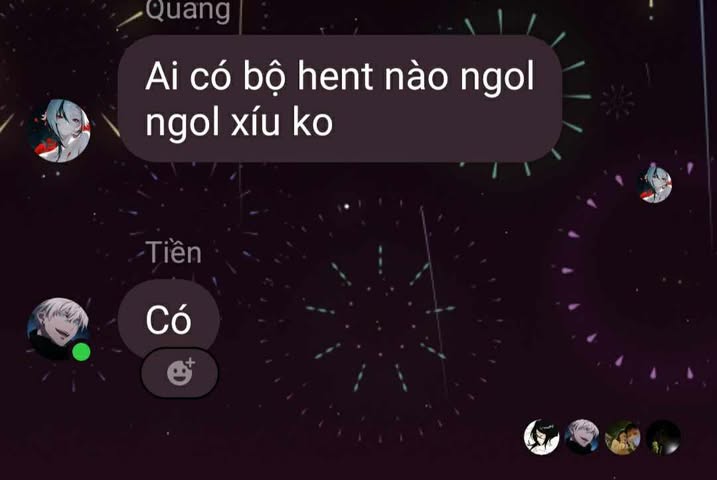 Quang
Ai có bộ hent nào ngol
ngol xíu ko
Tiền
Có